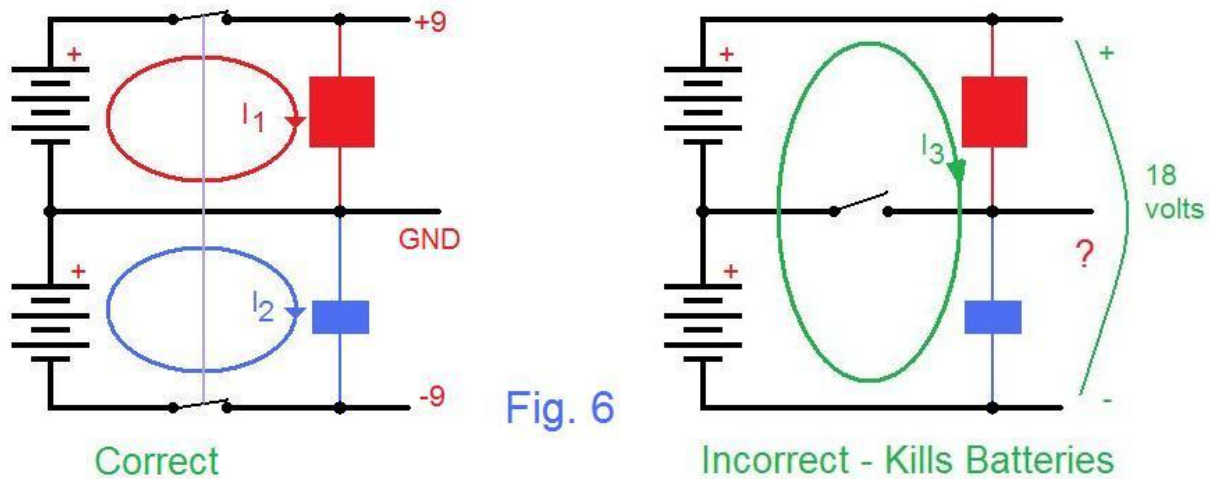 +
+9
I1
GND
+
I2
-9
Correct
Fig. 6
+
I3
+
18
volts
?
+
-
Incorrect - Kills Batteries